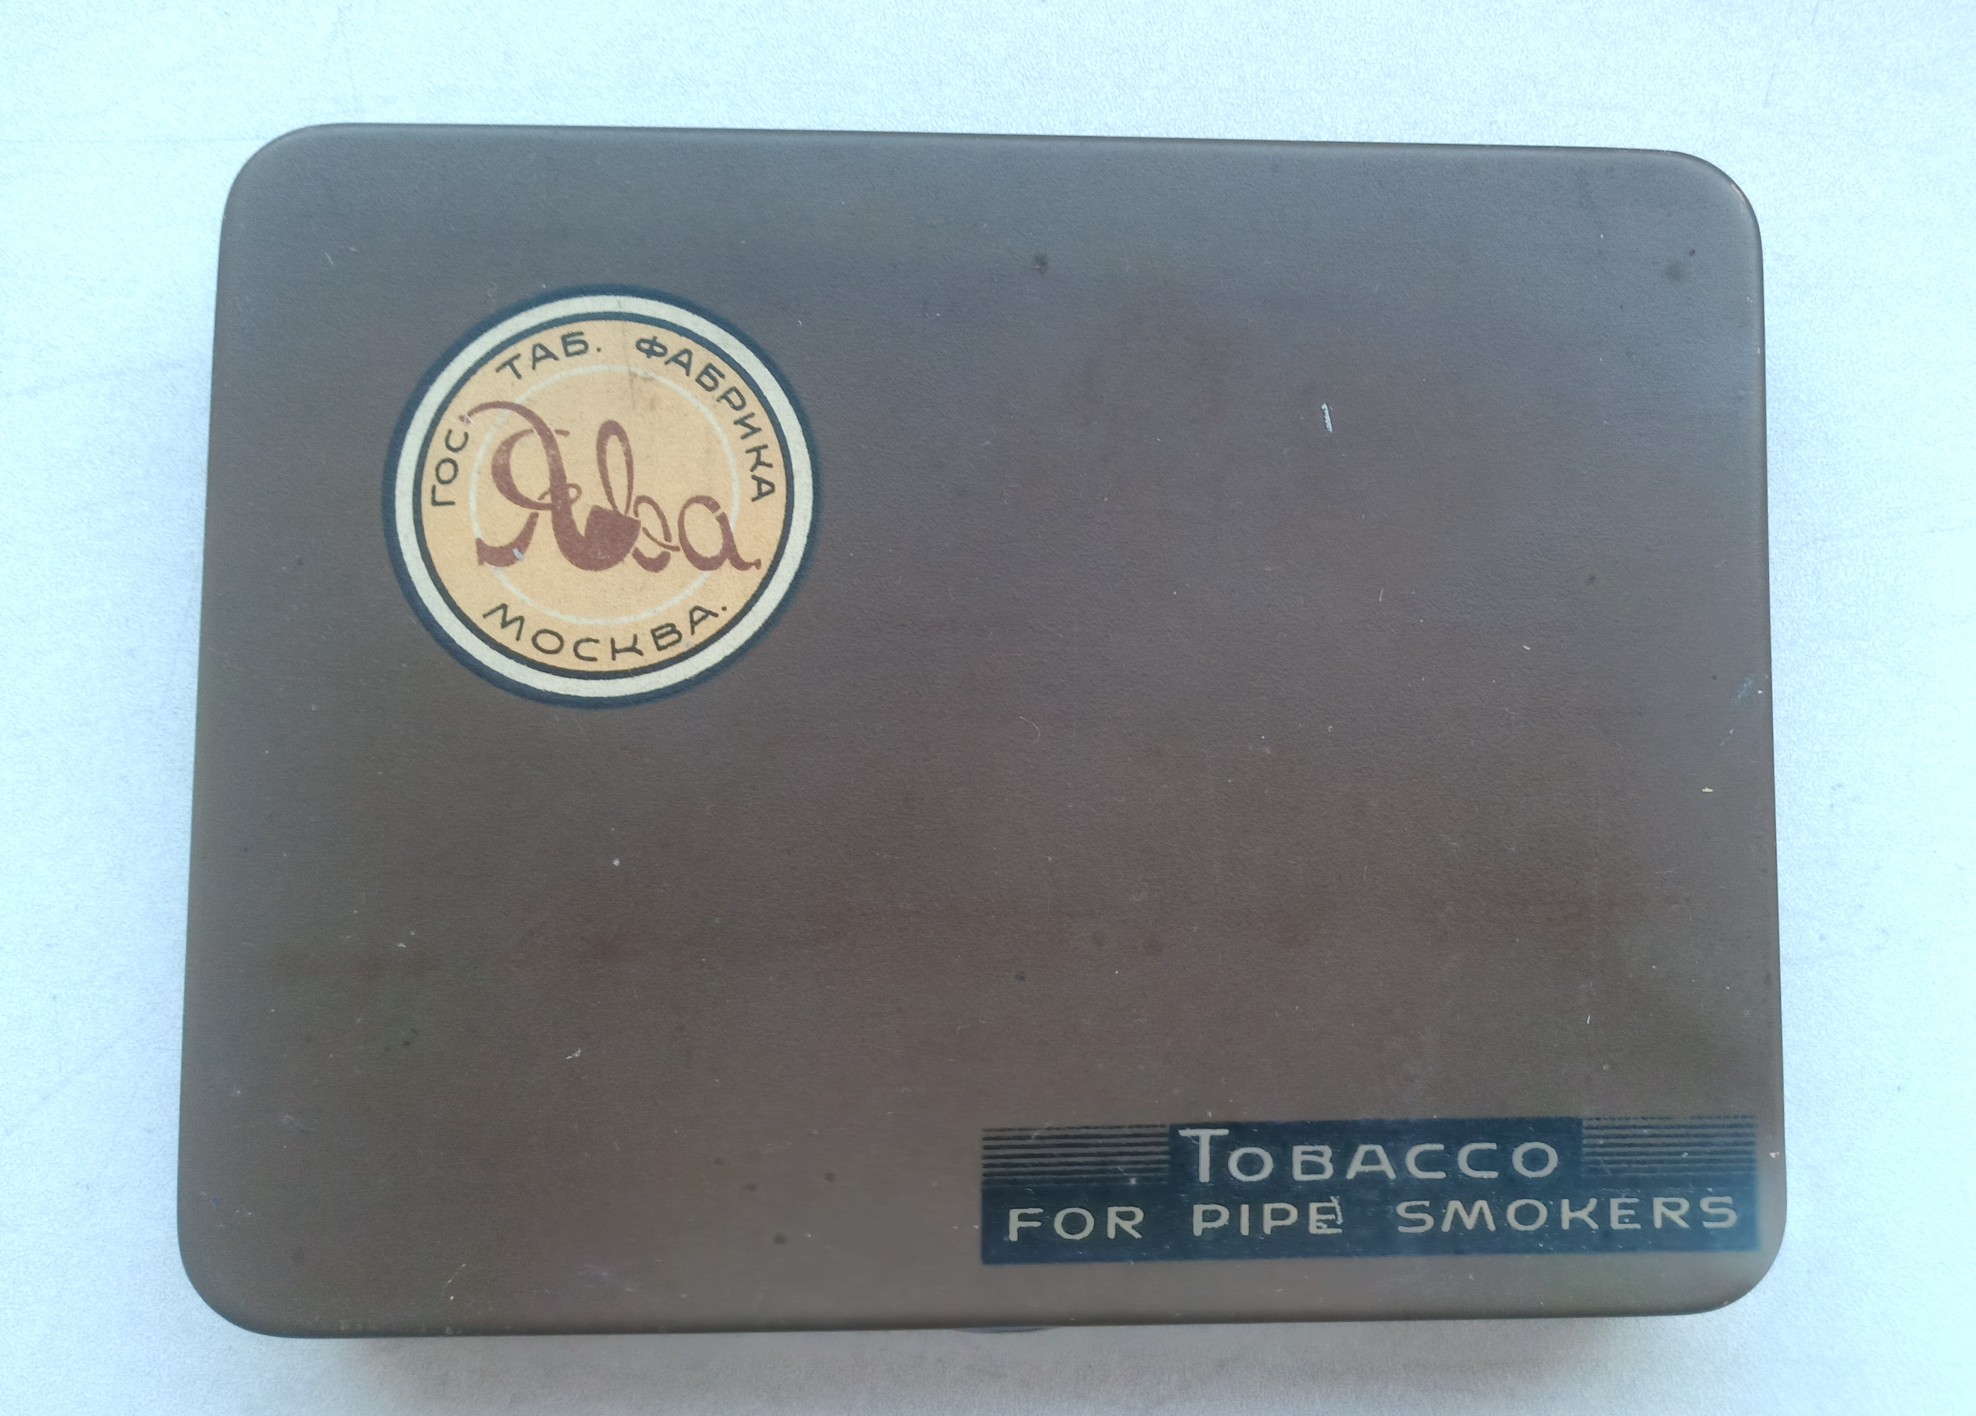 ГОС. ТАБ. ФАБРИКА
Ява
МОСКВА.
TOBACCO
FOR PIPE SMOKERS